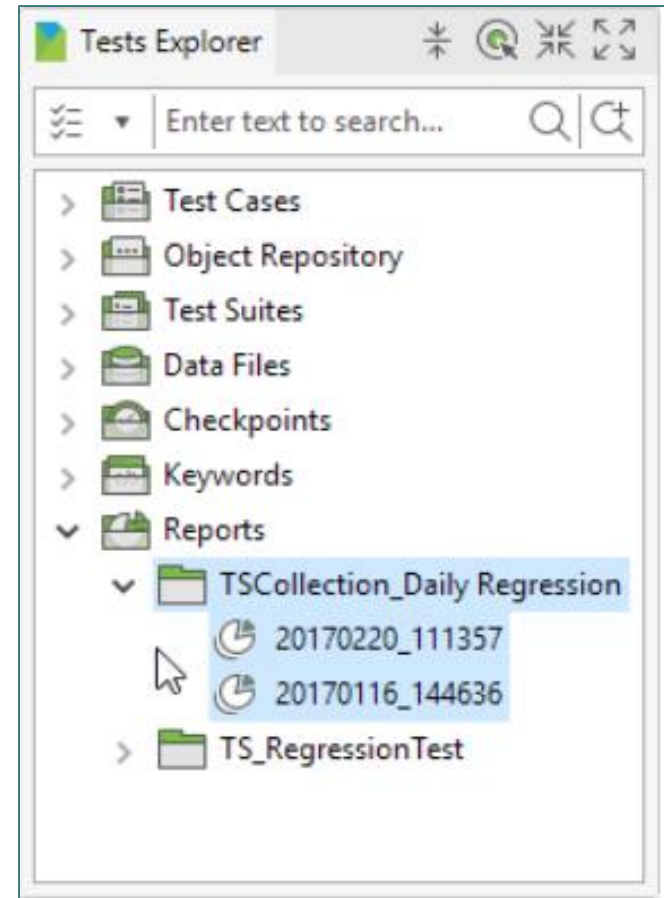 Tests Explorer
Enter text to search...
Test Cases
Object Repository
Test Suites
Data Files
Checkpoints
Keywords
Reports
TSCollection_Daily Regression
20170220_111357
20170116_144636
TS_RegressionTest